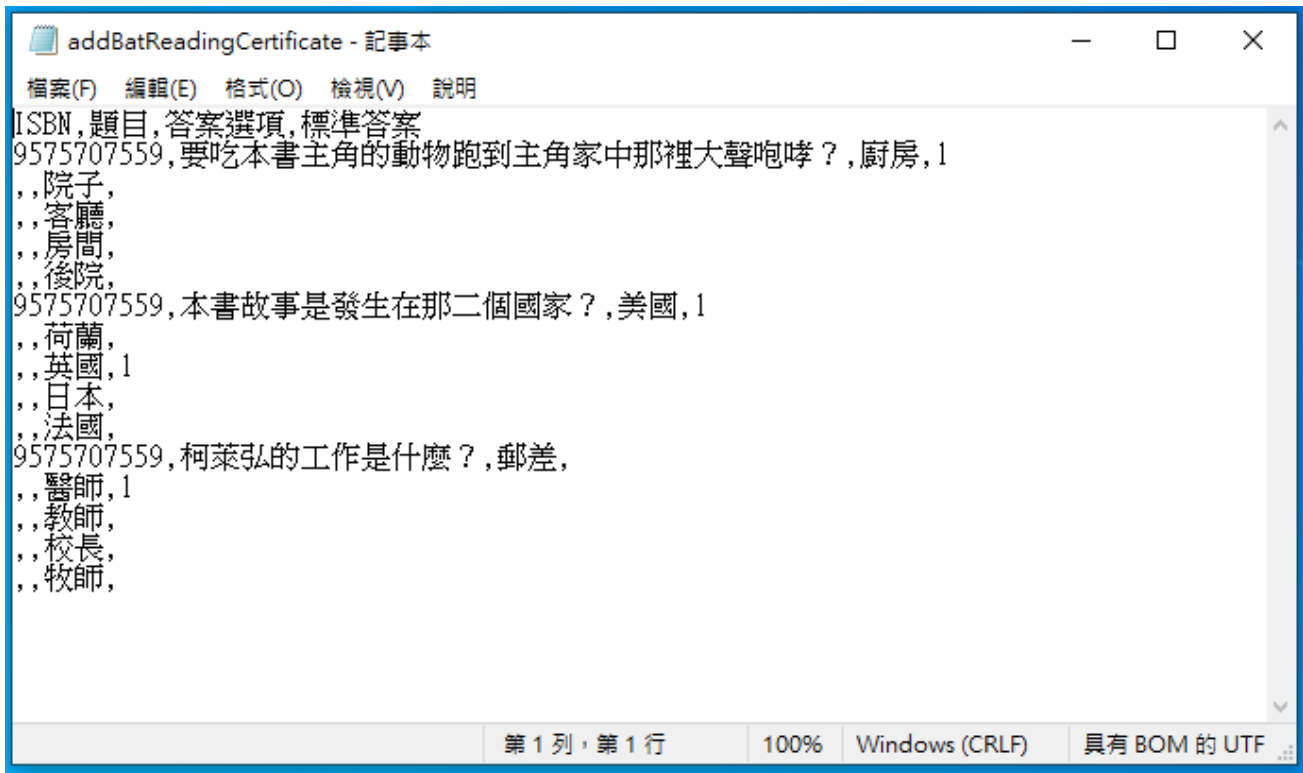 addBatReadingCertificate - 記事本
檔案(F) 編輯(E) 格式(O) 檢視(V) 說明
ISBN,題目,答案選項,標準答案
9575707559,要吃本書主角的動物跑到主角家中那裡大聲咆哮？,廚房,1
,,院子,
,,客廳,
,,房間,
,,後院,
9575707559,本書故事是發生在那二個國家？,美國,1
,,荷蘭,
,,英國,1
,,日本,
,,法國,
9575707559,柯萊弘的工作是什麼？,郵差,
,,醫師,1
,,教師,
,,校長,
,,牧師,
第 1 列，第 1 行 100% Windows (CRLF) 具有 BOM 的 UTF